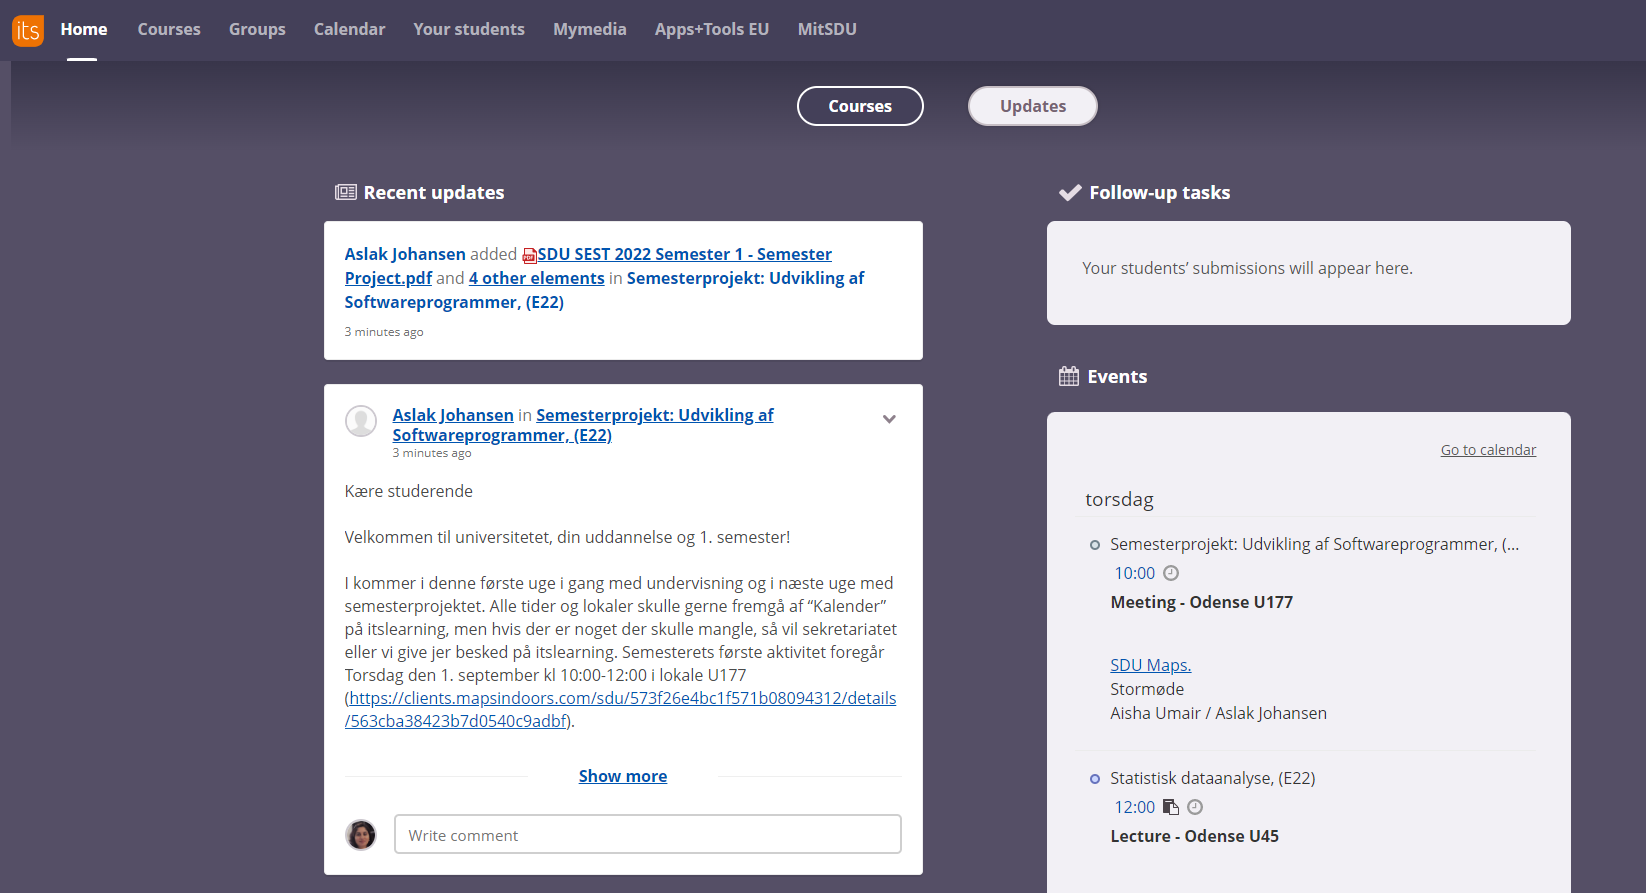 its Home Courses Groups Calendar Your students Mymedia Apps+Tools EU MitSDU
Courses Updates
Recent updates
Aslak Johansen added SDU SEST 2022 Semester 1 - Semester
Project.pdf and 4 other elements in Semesterprojekt: Udvikling af
Softwareprogrammer, (E22)
3 minutes ago
Aslak Johansen in Semesterprojekt: Udvikling af
Softwareprogrammer, (E22)
3 minutes ago
Kære studerende
Velkommen til universitetet, din uddannelse og 1. semester!
I kommer i denne første uge i gang med undervisning og i næste uge med
semesterprojektet. Alle tider og lokaler skulle gerne fremgå af “Kalender”
på itslearning, men hvis der er noget der skulle mangle, så vil sekretariatet
eller vi give jer besked på itslearning. Semesterets første aktivitet foregår
Torsdag den 1. september kl 10:00-12:00 i lokale U177
(https://clients.mapsindoors.com/sdu/573f26e4bc1f571b08094312/details
/563cba38423b7d0540c9adbf).
Show more
Write comment
Follow-up tasks
Your students’ submissions will appear here.
Events
Go to calendar
torsdag
Semesterprojekt: Udvikling af Softwareprogrammer, (...
10:00
Meeting - Odense U177
SDU Maps.
Stormøde
Aisha Umair / Aslak Johansen
Statistisk dataanalyse, (E22)
12:00
Lecture - Odense U45